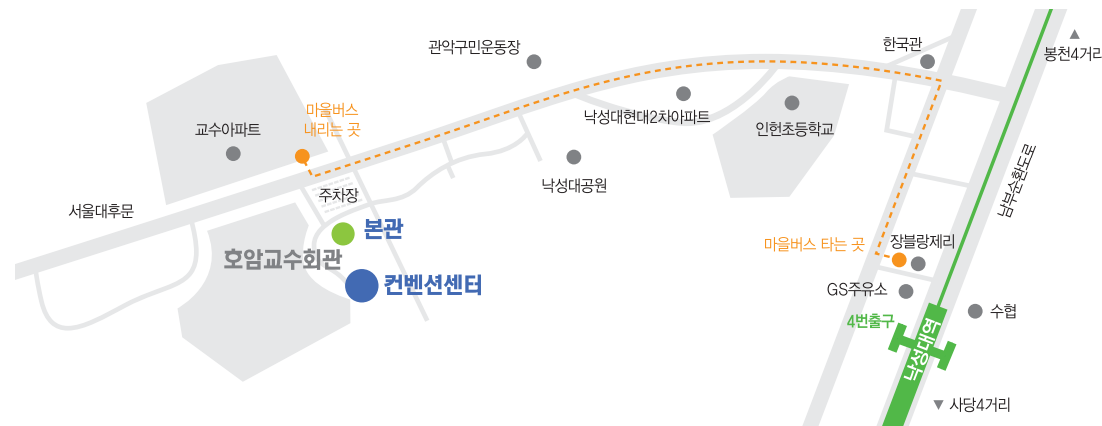 관악구민운동장
한국관
봉천4거리
마을버스
내리는 곳
교수아파트
낙성대현대2차아파트
인헌초등학교
낙성대공원
남부순환도로
주차장
서울대후문
본관
호암교수회관
컨벤션센터
마을버스 타는 곳
장블랑제리
GS주유소
수협
4번출구
낙성대역
사당4거리